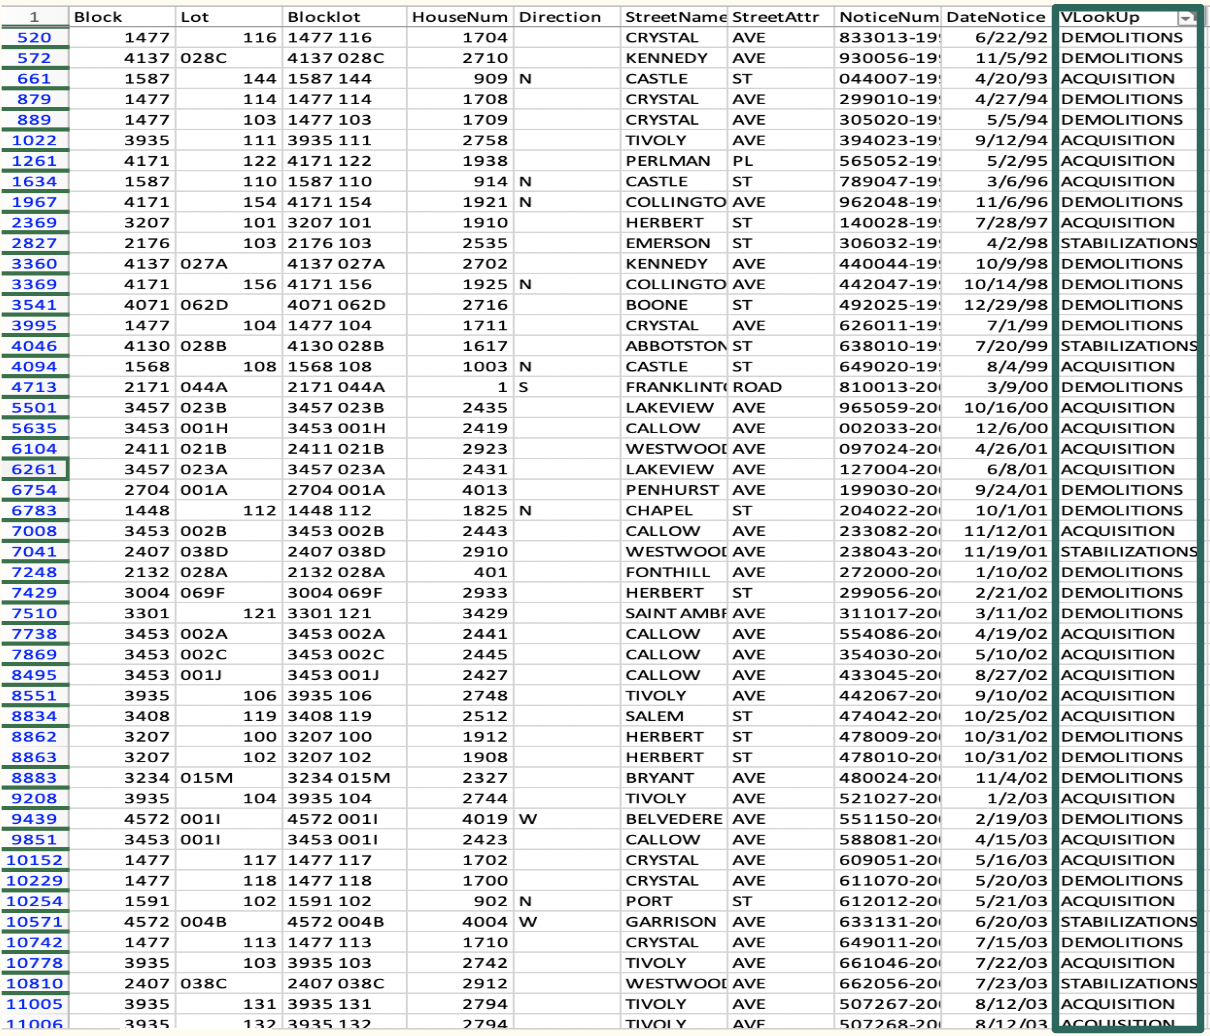 1 Block Lot Blocklot HouseNum Direction StreetName StreetAttr NoticeNum DateNotice VLookUp
520 1477 116 1477 116 1704 CRYSTAL AVE 833013-19 6/22/92 DEMOLITIONS
572 4137 028C 4137 028C 2710 KENNEDY AVE 930056-19 11/5/92 DEMOLITIONS
661 1587 144 1587 144 909 N CASTLE ST 044007-19 4/20/93 ACQUISITION
879 1477 114 1477 114 1708 CRYSTAL AVE 299010-19 4/27/94 DEMOLITIONS
889 1477 103 1477 103 1709 CRYSTAL AVE 305020-19 5/5/94 DEMOLITIONS
1022 3935 111 3935 111 2758 TIVOLY AVE 394023-19 9/12/94 ACQUISITION
1261 4171 122 4171 122 1938 PERLMAN PL 565052-19 5/2/95 ACQUISITION
1634 1587 110 1587 110 914 N CASTLE ST 789047-19 3/6/96 ACQUISITION
1967 4171 154 4171 154 1921 N COLLINGTO AVE 962048-19 11/6/96 DEMOLITIONS
2369 3207 101 3207 101 1910 HERBERT ST 140028-19 7/28/97 ACQUISITION
2827 2176 103 2176 103 2535 EMERSON ST 306032-19 4/2/98 STABILIZATIONS
3360 4137 027A 4137 027A 2702 KENNEDY AVE 440044-19 10/9/98 DEMOLITIONS
3369 4171 156 4171 156 1925 N COLLINGTO AVE 442047-19 10/14/98 DEMOLITIONS
3541 4071 062D 4071 062D 2716 BOONE ST 492025-19 12/29/98 DEMOLITIONS
3995 1477 104 1477 104 1711 CRYSTAL AVE 626011-19 7/1/99 DEMOLITIONS
4046 4130 028B 4130 028B 1617 ABBOTSTON ST 638010-19 7/20/99 STABILIZATIONS
4094 1568 108 1568 108 1003 N CASTLE ST 649020-19 8/4/99 ACQUISITION
4713 2171 044A 2171 044A 1 S FRANKLINT ROAD 810013-20 3/9/00 DEMOLITIONS
5501 3457 023B 3457 023B 2435 LAKEVIEW AVE 965059-20 10/16/00 ACQUISITION
5635 3453 001H 3453 001H 2419 CALLOW AVE 002033-20 12/6/00 ACQUISITION
6104 2411 021B 2411 021B 2923 WESTWOOD AVE 097024-20 4/26/01 ACQUISITION
6261 3457 023A 3457 023A 2431 LAKEVIEW AVE 127004-20 6/8/01 ACQUISITION
6754 2704 001A 2704 001A 4013 PENHURST AVE 199030-20 9/24/01 DEMOLITIONS
6783 1448 112 1448 112 1825 N CHAPEL ST 204022-20 10/1/01 DEMOLITIONS
7008 3453 002B 3453 002B 2443 CALLOW AVE 233082-20 11/12/01 ACQUISITION
7041 2407 038D 2407 038D 2910 WESTWOOD AVE 238043-20 11/19/01 STABILIZATIONS
7248 2132 028A 2132 028A 401 FONTHILL AVE 272000-20 1/10/02 DEMOLITIONS
7429 3004 069F 3004 069F 2933 HERBERT ST 299056-20 2/21/02 DEMOLITIONS
7510 3301 121 3301 121 3429 SAINT AMBR AVE 311017-20 3/11/02 DEMOLITIONS
7738 3453 002A 3453 002A 2441 CALLOW AVE 554086-20 4/19/02 ACQUISITION
7869 3453 002C 3453 002C 2445 CALLOW AVE 354030-20 5/10/02 ACQUISITION
8495 3453 001J 3453 001J 2427 CALLOW AVE 433045-20 8/27/02 ACQUISITION
8551 3935 106 3935 106 2748 TIVOLY AVE 442067-20 9/10/02 ACQUISITION
8834 3408 119 3408 119 2512 SALEM ST 474042-20 10/25/02 ACQUISITION
8862 3207 100 3207 100 1912 HERBERT ST 478009-20 10/31/02 DEMOLITIONS
8863 3207 102 3207 102 1908 HERBERT ST 478010-20 10/31/02 DEMOLITIONS
8883 3234 015M 3234 015M 2327 BRYANT AVE 480024-20 11/4/02 DEMOLITIONS
9208 3935 104 3935 104 2744 TIVOLY AVE 521027-20 1/2/03 ACQUISITION
9439 4572 001I 4572 001I 4019 W BELVEDERE AVE 551150-20 2/19/03 DEMOLITIONS
9851 3453 001I 3453 001I 2423 CALLOW AVE 588081-20 4/15/03 ACQUISITION
10152 1477 117 1477 117 1702 CRYSTAL AVE 609051-20 5/16/03 ACQUISITION
10229 1477 118 1477 118 1700 CRYSTAL AVE 611070-20 5/20/03 DEMOLITIONS
10254 1591 102 1591 102 902 N PORT ST 612012-20 5/21/03 ACQUISITION
10571 4572 004B 4572 004B 4004 W GARRISON AVE 633131-20 6/20/03 STABILIZATIONS
10742 1477 113 1477 113 1710 CRYSTAL AVE 649011-20 7/15/03 DEMOLITIONS
10778 3935 103 3935 103 2742 TIVOLY AVE 661046-20 7/22/03 ACQUISITION
10810 2407 038C 2407 038C 2912 WESTWOOD AVE 662056-20 7/23/03 STABILIZATIONS
11005 3935 131 3935 131 2794 TIVOLY AVE 507267-20 8/12/03 ACQUISITION
11006 3935 132 3935 132 2794 TIVOLY AVE 507268-20 8/12/03 ACQUISITION